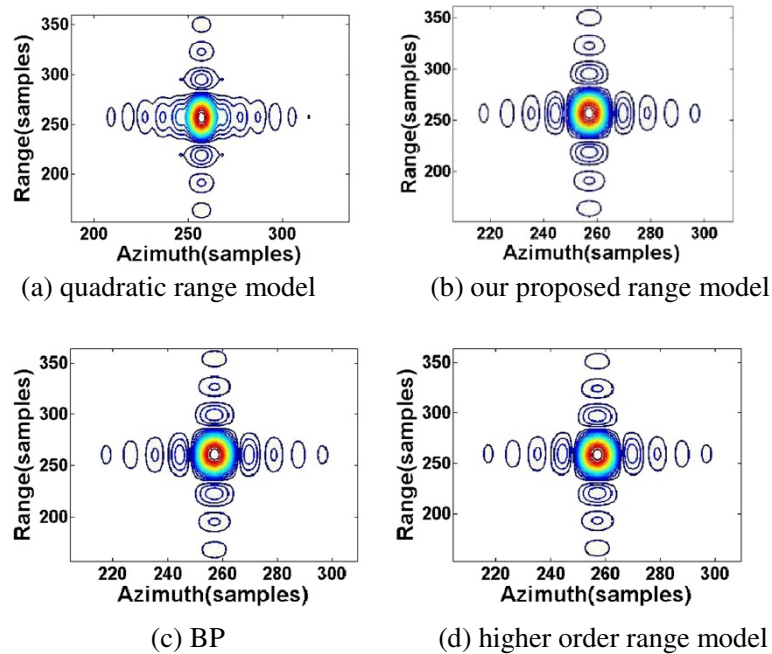 350
300
250
200
Range(samples)
200 250 300
Azimuth(samples)
(a) quadratic range model
350
300
250
200
Range(samples)
220 240 260 280 300
Azimuth(samples)
(b) our proposed range model
350
300
250
200
Range(samples)
220 240 260 280 300
Azimuth(samples)
(c) BP
350
300
250
200
Range(samples)
220 240 260 280 300
Azimuth(samples)
(d) higher order range model